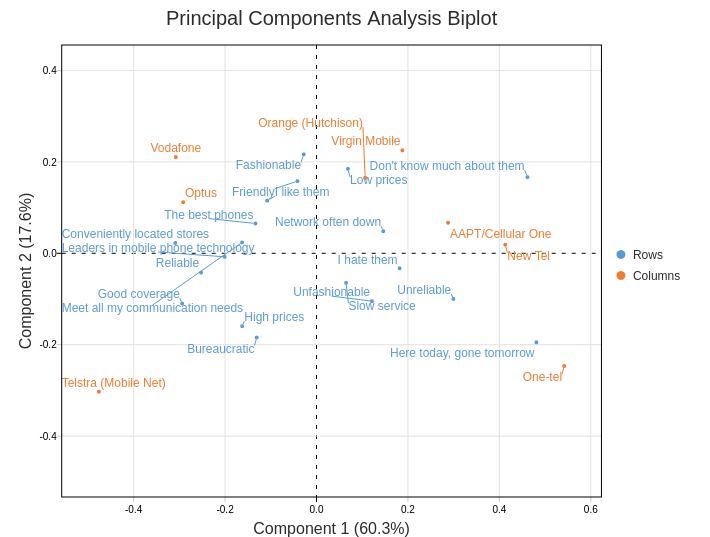 Principal Components Analysis Biplot
0.4
0.2
0.0
-0.2
-0.4
-0.4
-0.2
0.0
0.2
0.4
0.6
Component 2 (17.6%)
Component 1 (60.3%)
Orange (Hutchison)
Virgin Mobile
Vodafone
Fashionable
Don't know much about them
Low prices
Optus
Friendly
I like them
The best phones
Network often down
Conveniently located stores
AAPT/Cellular One
Leaders in mobile phone technology
New Tel
Reliable
I hate them
Good coverage
Unfashionable
Unreliable
Meet all my communication needs
Slow service
High prices
Bureaucratic
Here today, gone tomorrow
Telstra (Mobile Net)
One-tel
Rows
Columns